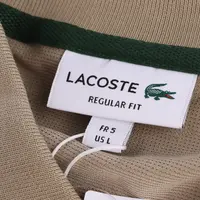 LACOSTE
REGULAR FIT
FR 5
US L